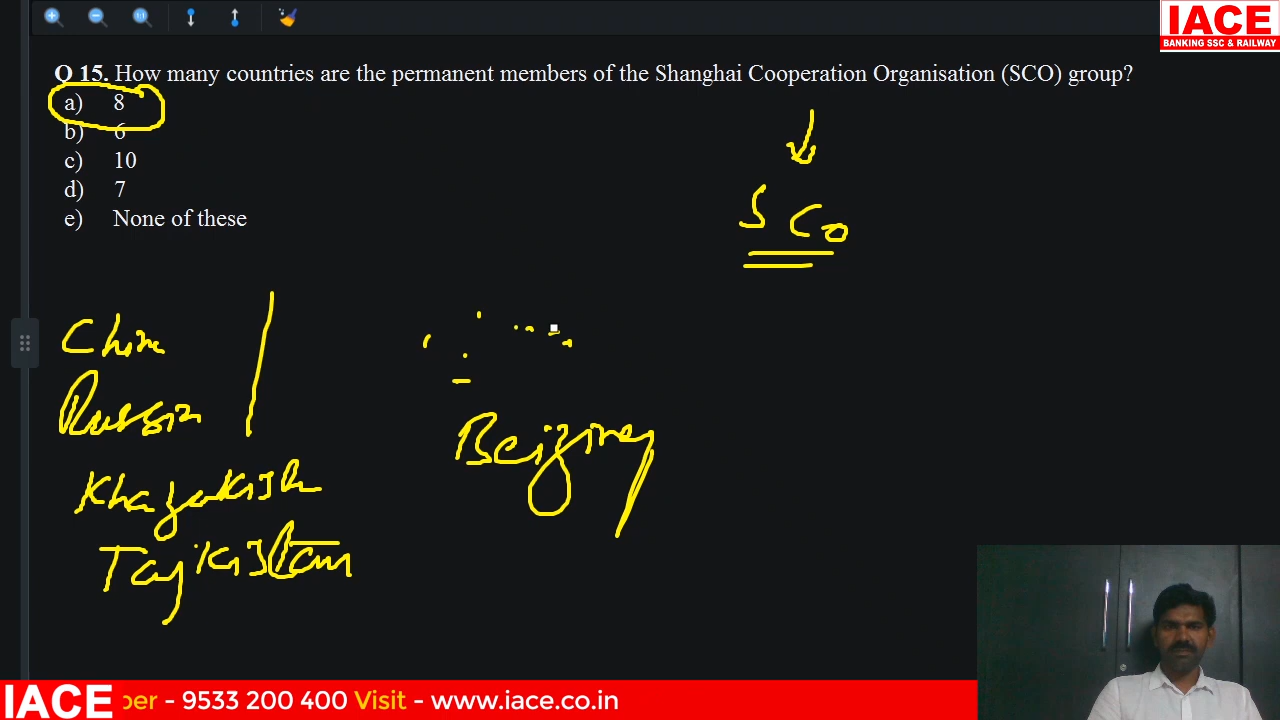 IACE
BANKING SSC & RAILWAY
Q 15. How many countries are the permanent members of the Shanghai Cooperation Organisation (SCO) group?
a) 8
b) 6
c) 10
d) 7
e) None of these
SCO
China
Russia
Khazakisth
Tajikistan
Beijing
IACE
ber - 9533 200 400 Visit - www.iace.co.in